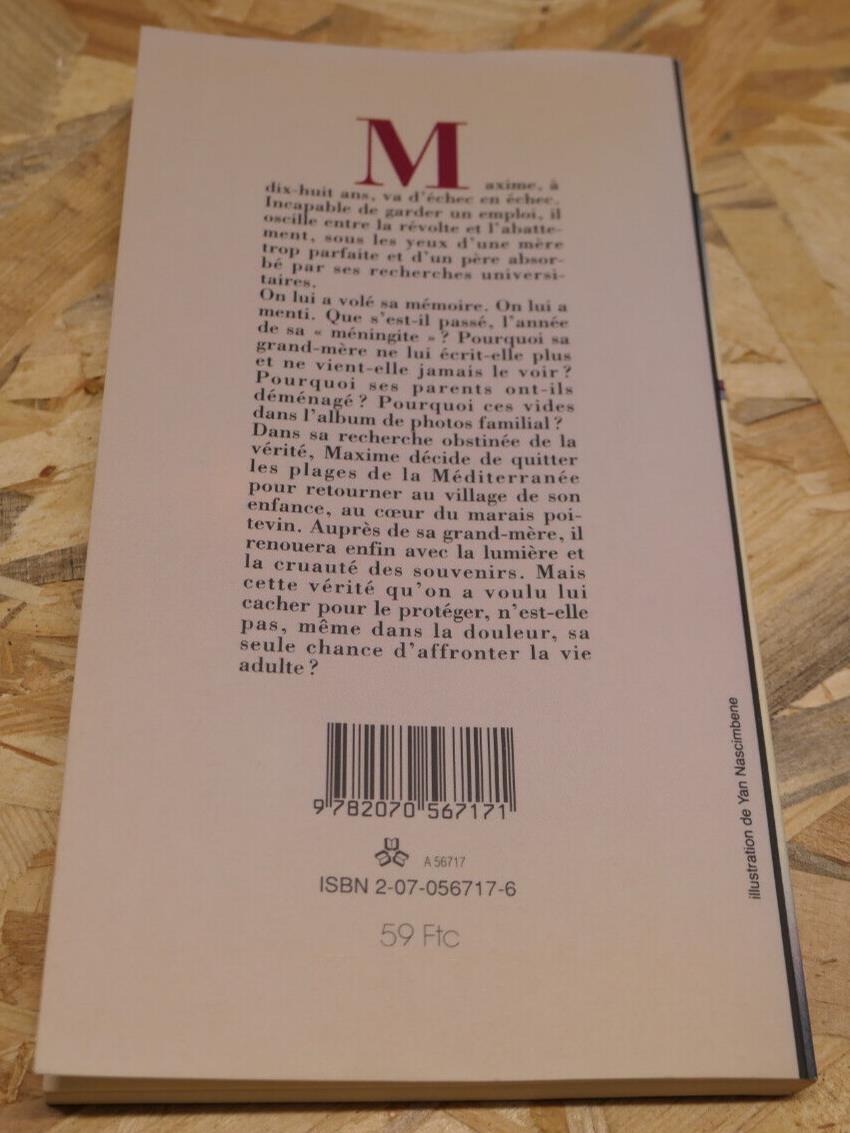 Maxime, à
dix-huit ans, va d'échec en échec.
Incapable de garder un emploi, il
oscille entre la révolte et l'abatte-
ment, sous les yeux d'une mère
trop parfaite et d'un père absor-
bé par ses recherches universi-
taires.
On lui a volé sa mémoire. On lui a
menti. Que s'est-il passé, l'année
de sa « méningite » ? Pourquoi sa
grand-mère ne lui écrit-elle plus
et ne vient-elle jamais le voir ?
Pourquoi ses parents ont-ils
déménagé ? Pourquoi ces vides
dans l'album de photos familial ?
Dans sa recherche obstinée de la
vérité, Maxime décide de quitter
les plages de la Méditerranée
pour retourner au village de son
enfance, au cœur du marais poi-
tevin. Auprès de sa grand-mère, il
renouera enfin avec la lumière et
la cruauté des souvenirs. Mais
cette vérité qu'on a voulu lui
cacher pour le protéger, n'est-elle
pas, même dans la douleur, sa
seule chance d'affronter la vie
adulte ?
9 782070 567171
A 56717
ISBN 2-07-056717-6
59 Ftc
illustration de Yan Nascimbene